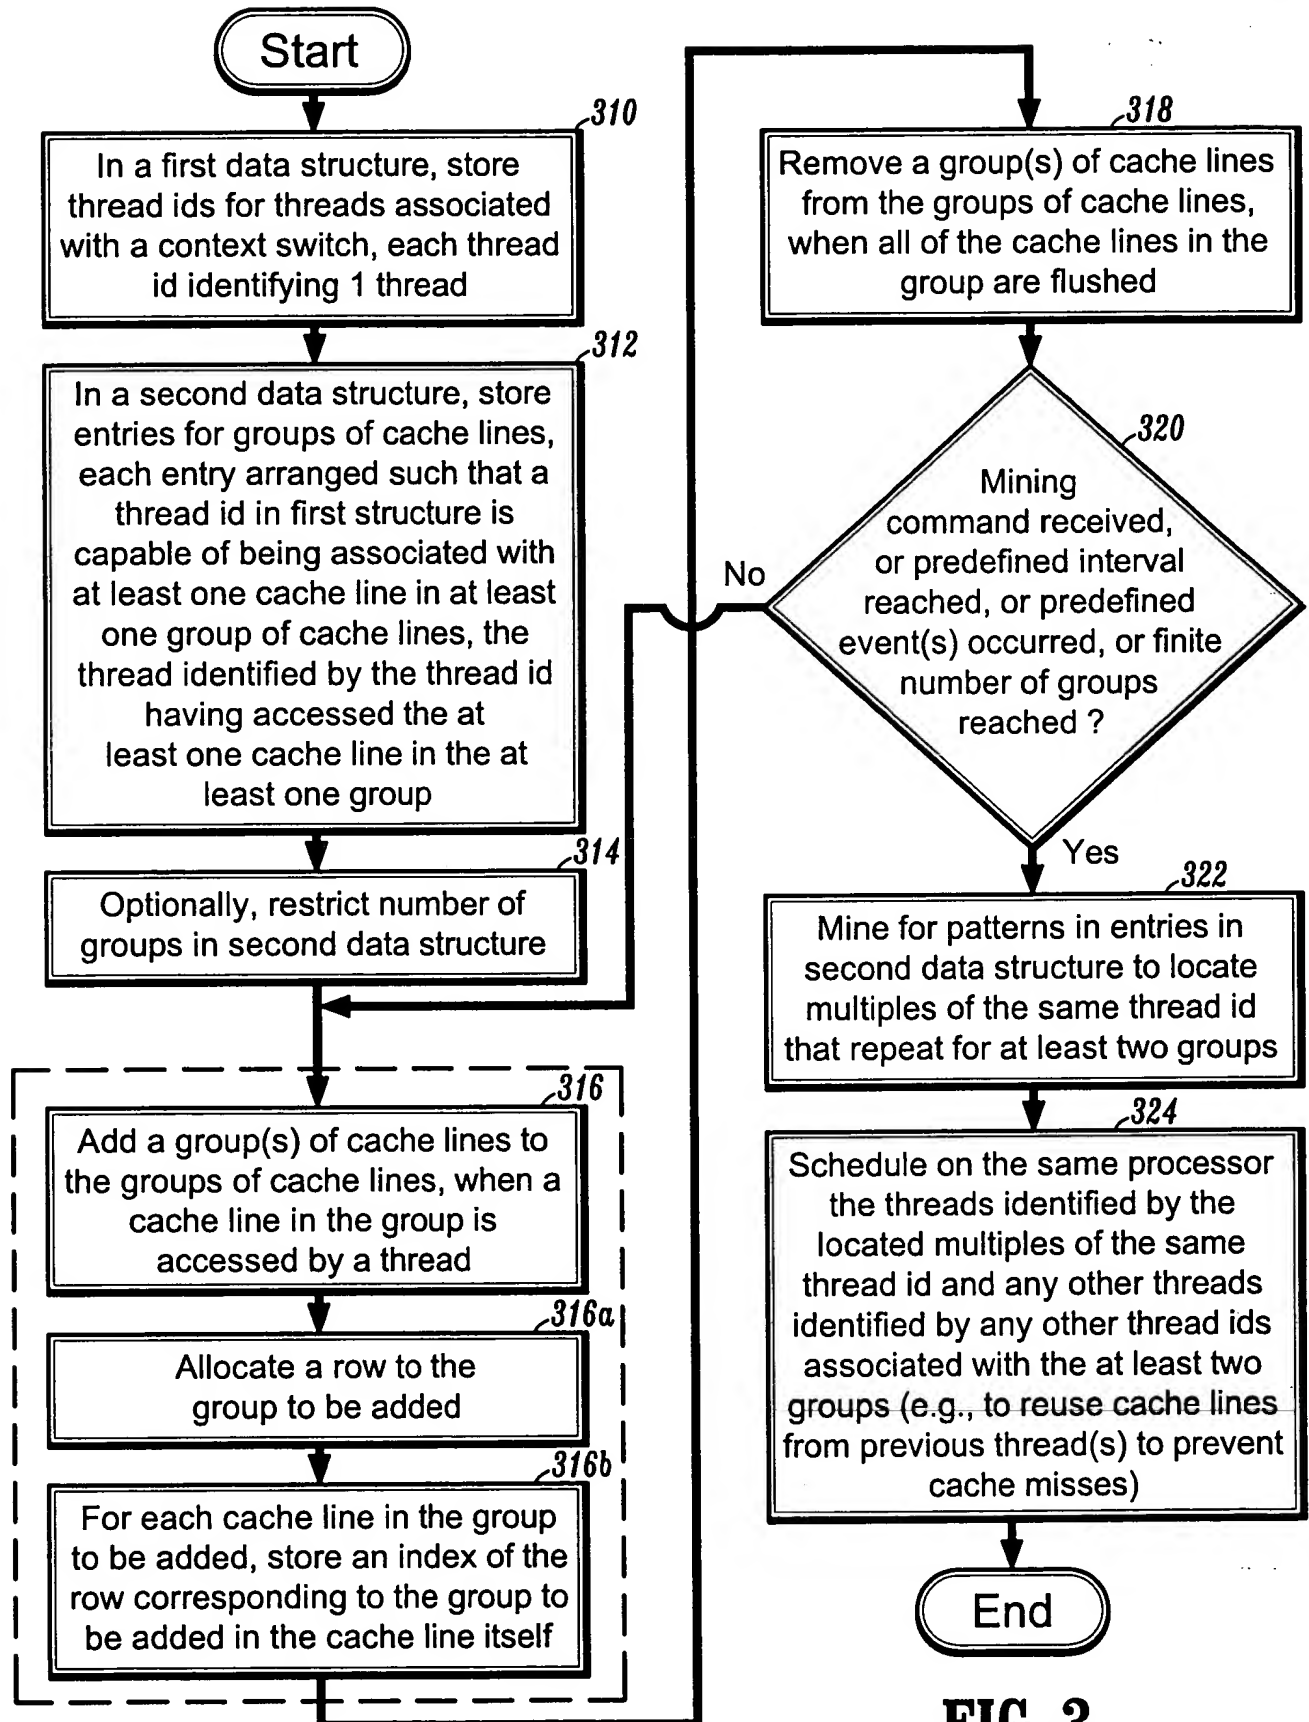 Start
310
In a first data structure, store
thread ids for threads associated
with a context switch, each thread
id identifying 1 thread
312
In a second data structure, store
entries for groups of cache lines,
each entry arranged such that a
thread id in first structure is
capable of being associated with
at least one cache line in at least
one group of cache lines, the
thread identified by the thread id
having accessed the at
least one cache line in the at
least one group
314
Optionally, restrict number of
groups in second data structure
316
Add a group(s) of cache lines to
the groups of cache lines, when a
cache line in the group is
accessed by a thread
316a
Allocate a row to the
group to be added
316b
For each cache line in the group
to be added, store an index of the
row corresponding to the group to
be added in the cache line itself
318
Remove a group(s) of cache lines
from the groups of cache lines,
when all of the cache lines in the
group are flushed
320
Mining
command received,
or predefined interval
reached, or predefined
event(s) occurred, or finite
number of groups
reached ?
No
Yes
322
Mine for patterns in entries in
second data structure to locate
multiples of the same thread id
that repeat for at least two groups
324
Schedule on the same processor
the threads identified by the
located multiples of the same
thread id and any other threads
identified by any other thread ids
associated with the at least two
groups (e.g., to reuse cache lines
from previous thread(s) to prevent
cache misses)
End
FIG. 3